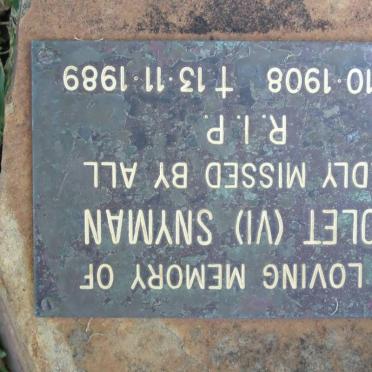 LOVING MEMORY OF
OLET (VI) SNYMAN
DLY MISSED BY ALL
R.I.P.
10·1908 †13·11·1989